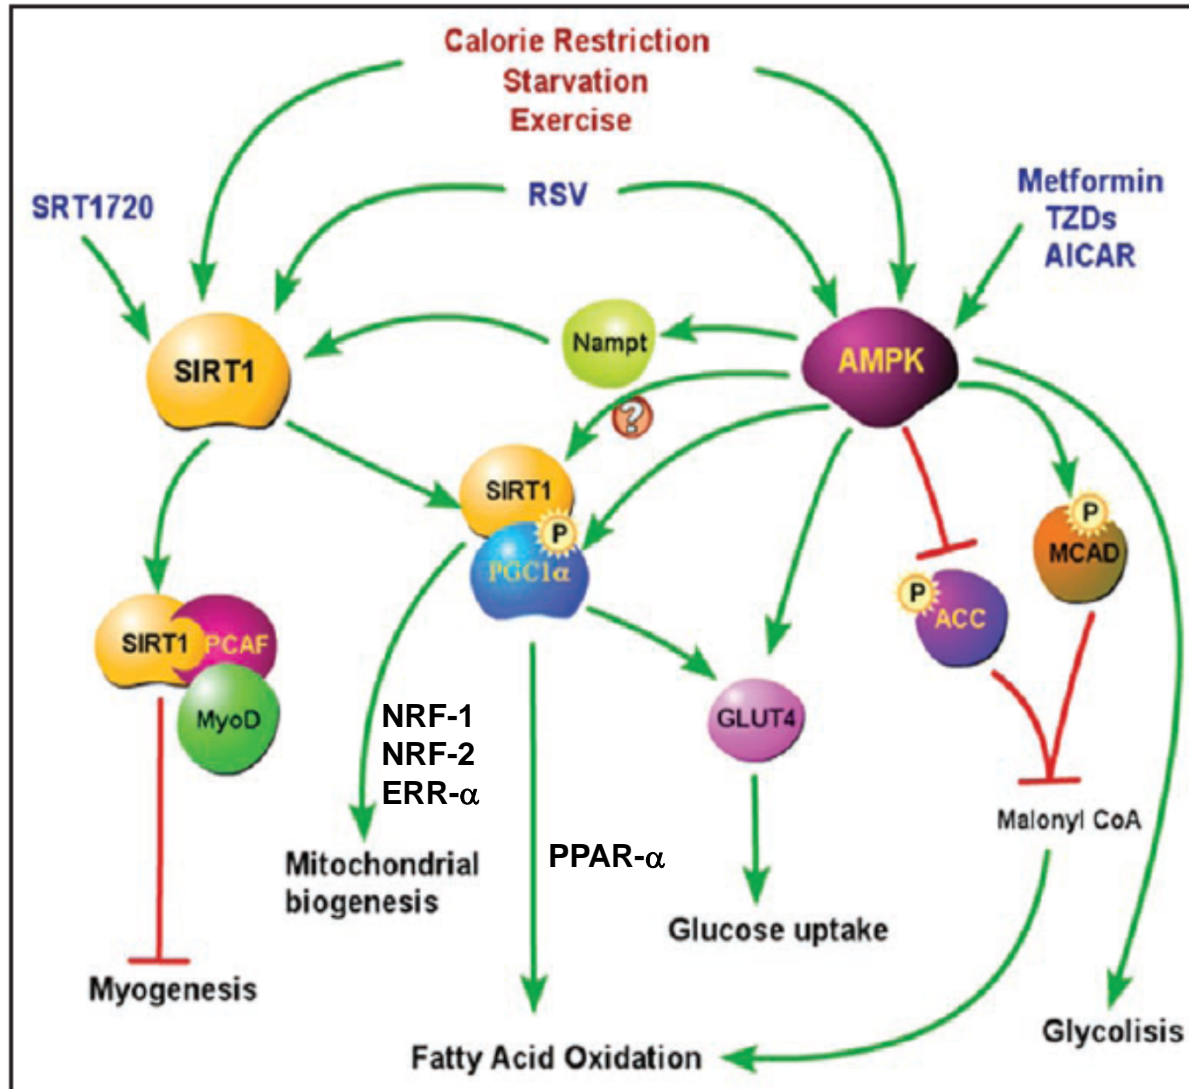 Calorie Restriction
Starvation
Exercise
SRT1720
RSV
Metformin
TZDs
AICAR
SIRT1
Nampt
AMPK
?
SIRT1
P
PGC1α
P
MCAD
P
ACC
SIRT1
PCAF
MyoD
GLUT4
NRF-1
NRF-2
ERR-α
Malonyl CoA
Mitochondrial
biogenesis
PPAR-α
Glucose uptake
Myogenesis
Glycolisis
Fatty Acid Oxidation